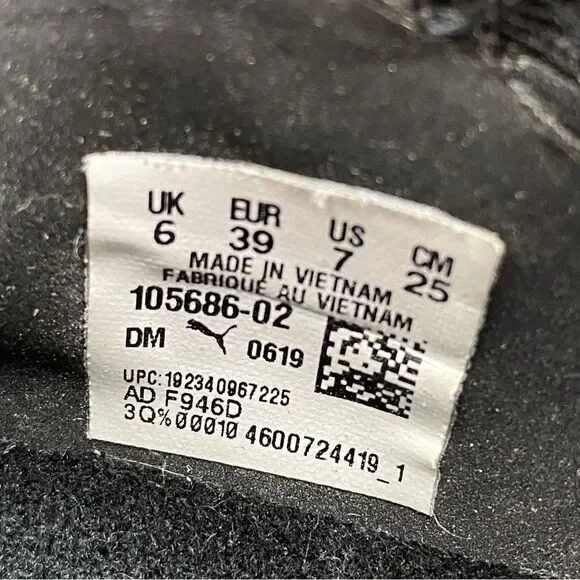 UK EUR US CM
6 39 7 25
MADE IN VIETNAM
FABRIQUE AU VIETNAM
105686-02
DM 0619
UPC:192340967225
AD F946D
3Q%00010 4600724419_1